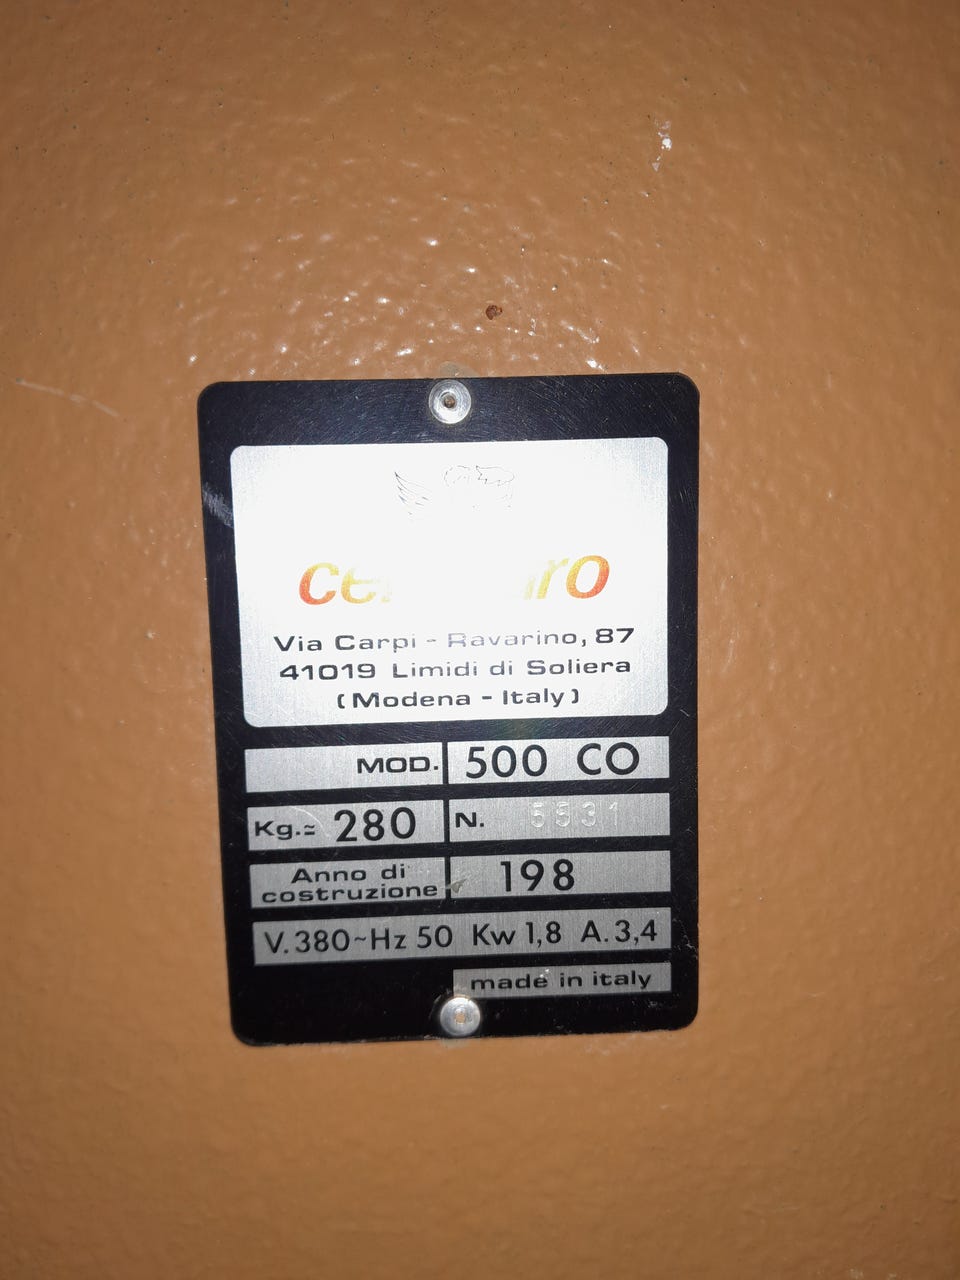 Via Carpi - Ravarino, 87
41019 Limidi di Soliera
(Modena - Italy)
MOD. 500 CO
Kg.≃ 280 N. 5531
Anno di costruzione 198
V. 380~Hz 50 Kw 1,8 A. 3,4
made in italy